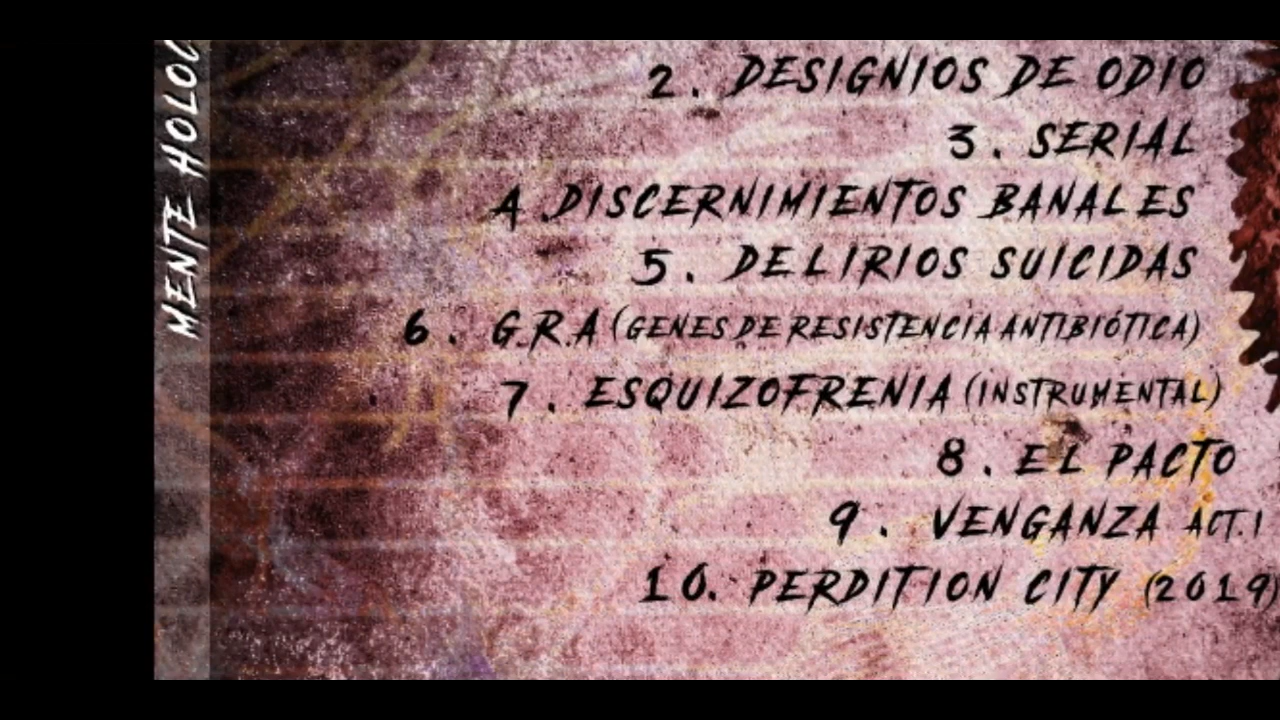 MENTE
2. DESIGNIOS DE ODIO
3. SERIAL
4 .DISCERNIMIENTOS BANALES
5. DELIRIOS SUICIDAS
6. G.R.A (GENES DE RESISTENCIA ANTIBIÓTICA)
7. ESQUIZOFRENIA (INSTRUMENTAL)
8. EL PACTO
9. VENGANZA ACT.I
10. PERDITION CITY (2019)